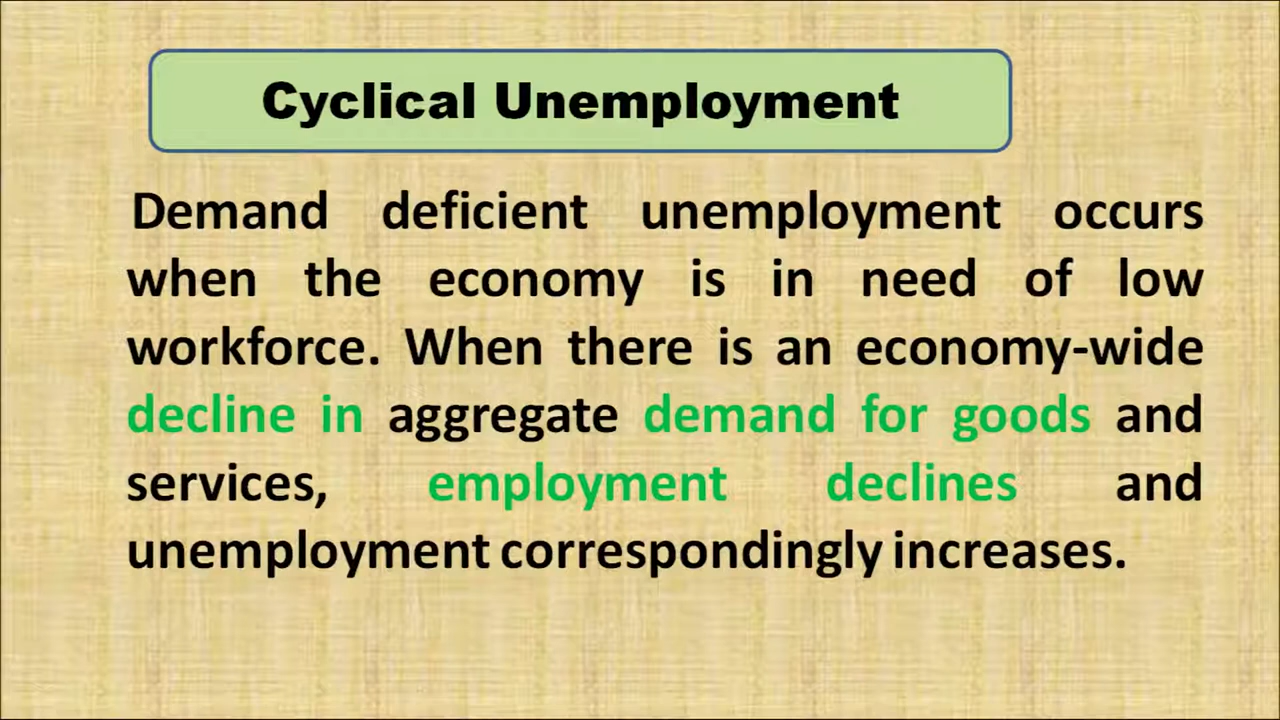 Cyclical Unemployment
Demand deficient unemployment occurs
when the economy is in need of low
workforce. When there is an economy-wide
decline in aggregate demand for goods and
services, employment declines and
unemployment correspondingly increases.